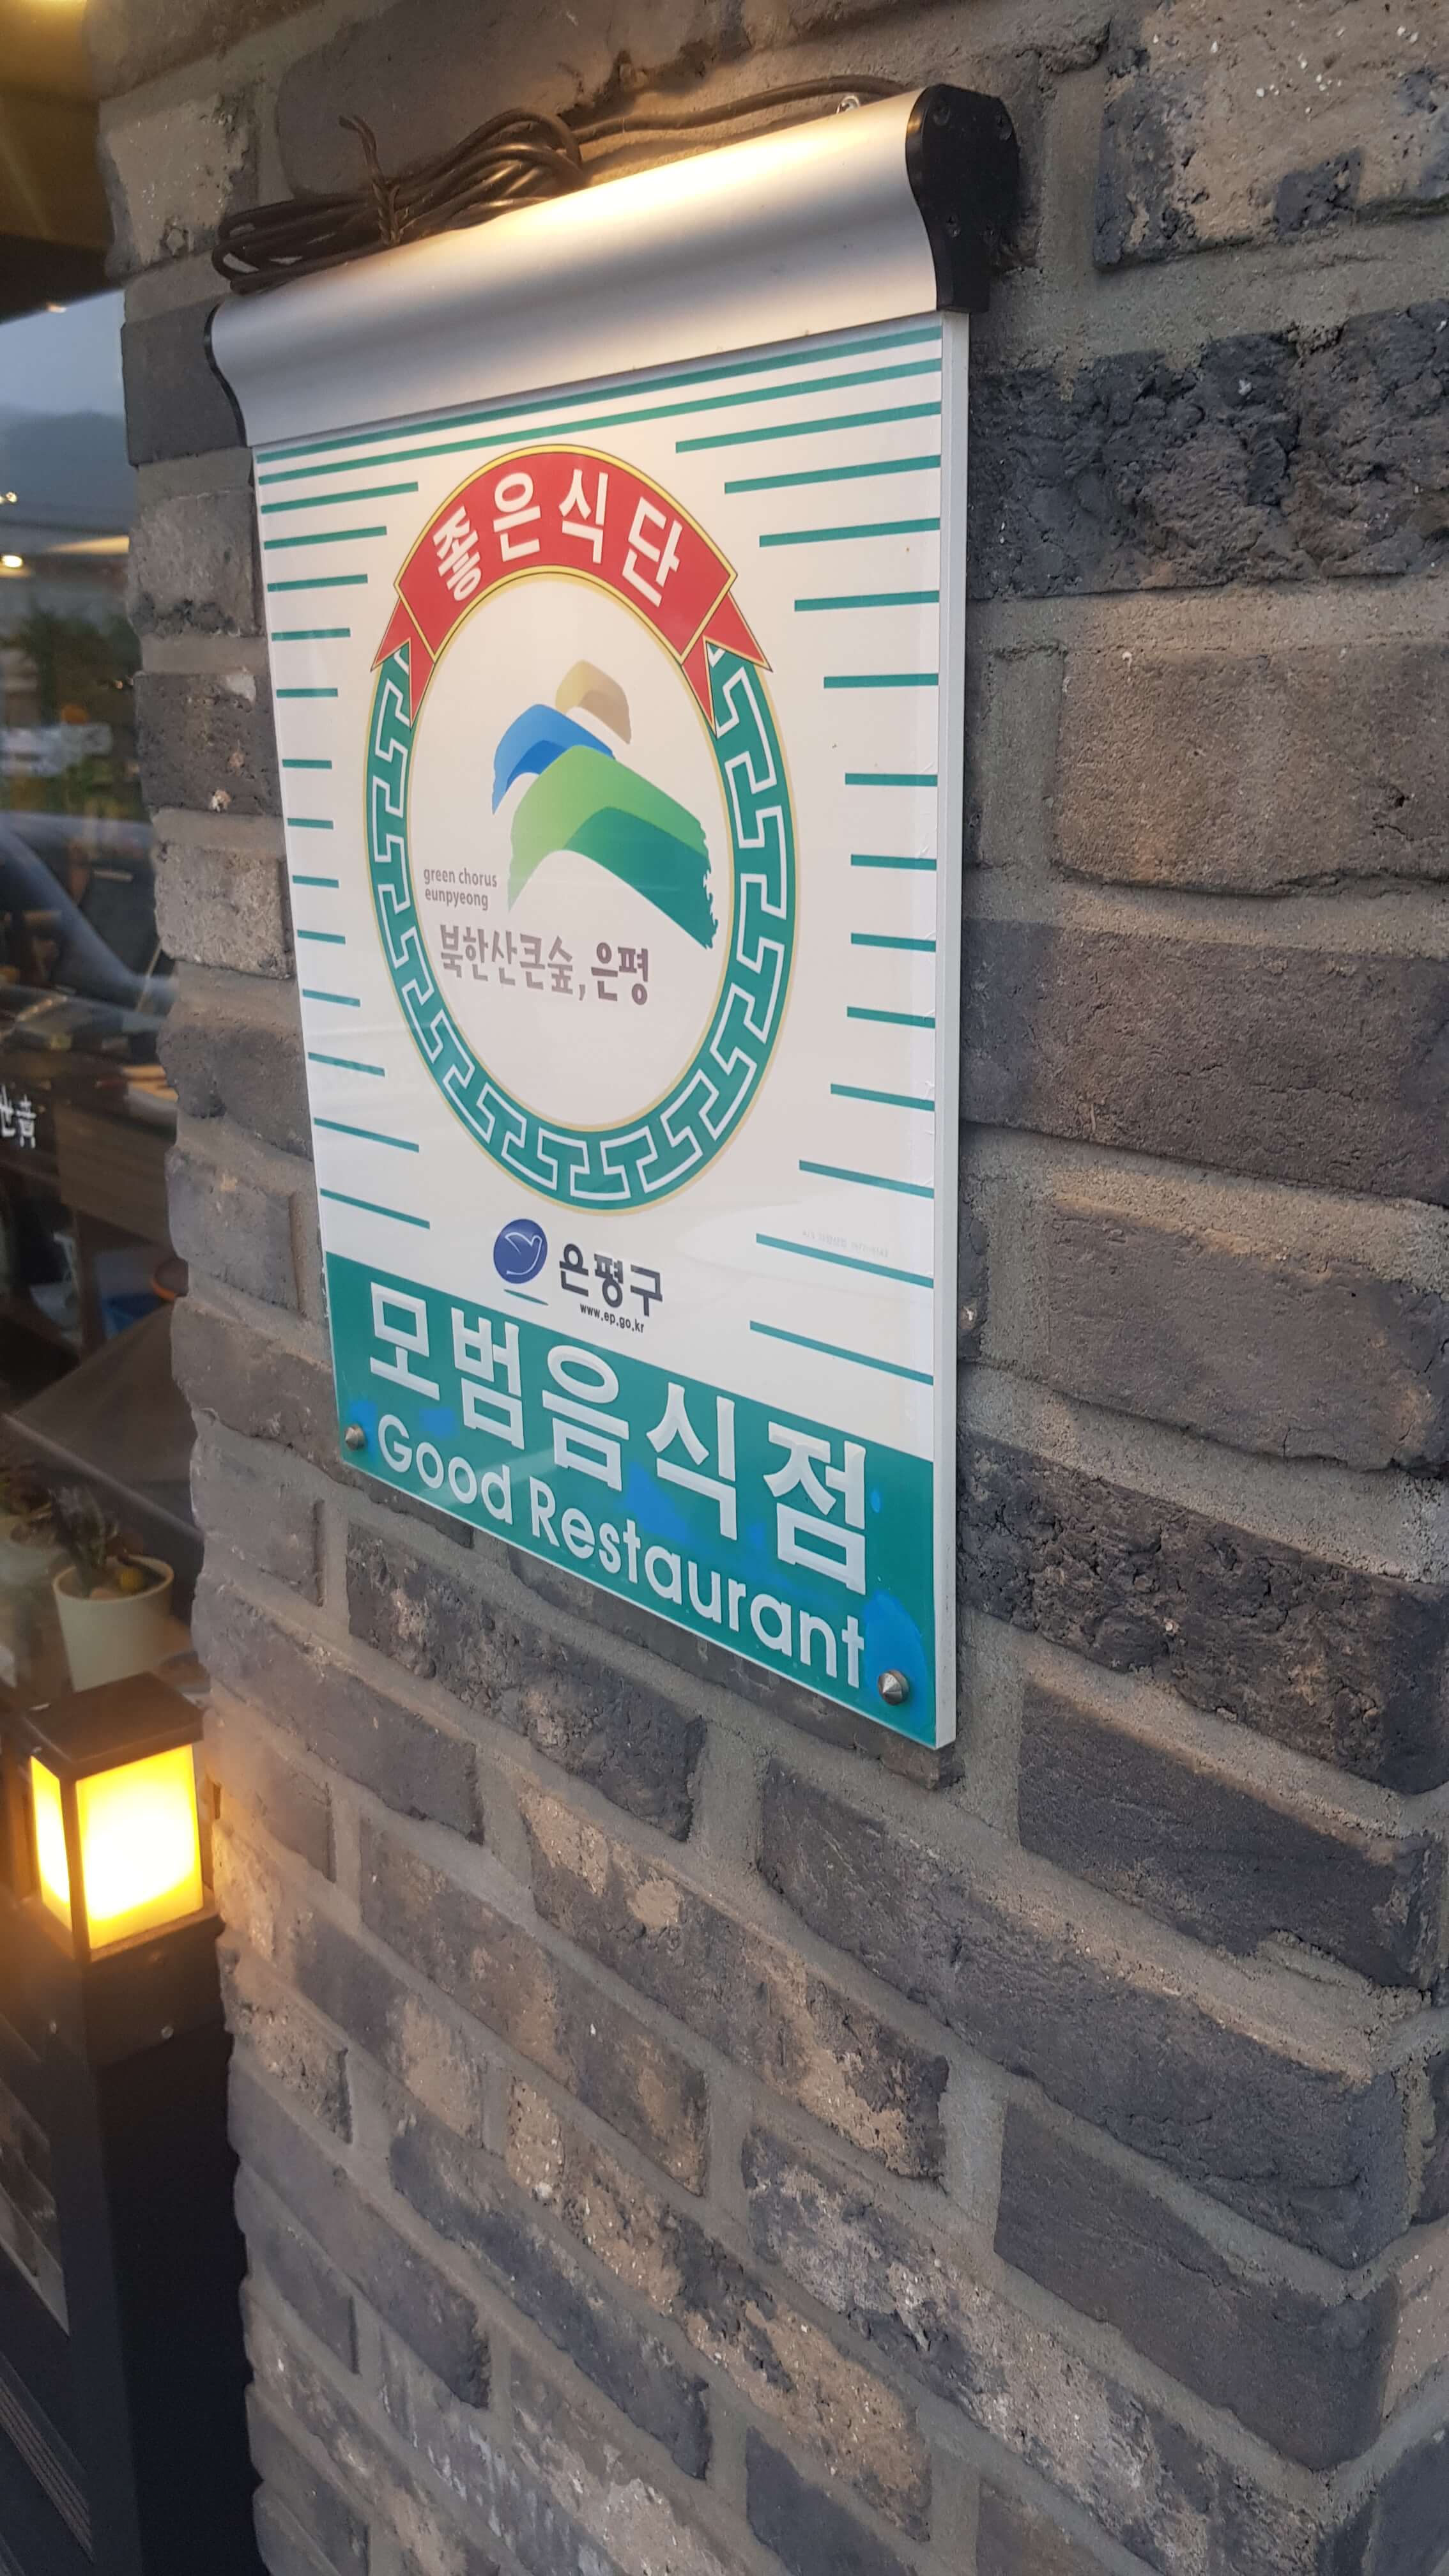 좋은식단
green chorus
eunpyeong
북한산큰숲, 은평
은평구
www.ep.go.kr
모범음식점
Good Restaurant